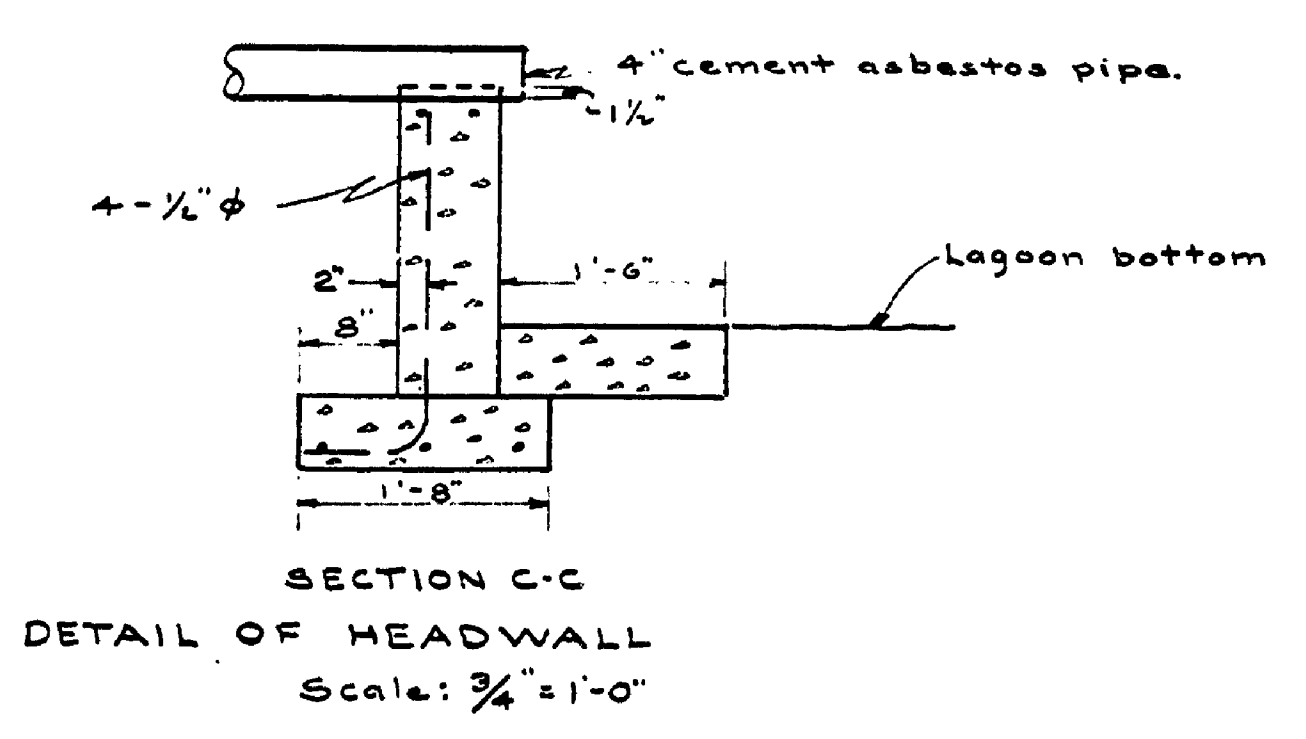 4" cement asbestos pipe.
1½"
4 - ½" ϕ
2"
1'-6"
Lagoon bottom
8"
1'-8"
SECTION C-C
DETAIL OF HEADWALL
Scale: ¾" = 1'-0"